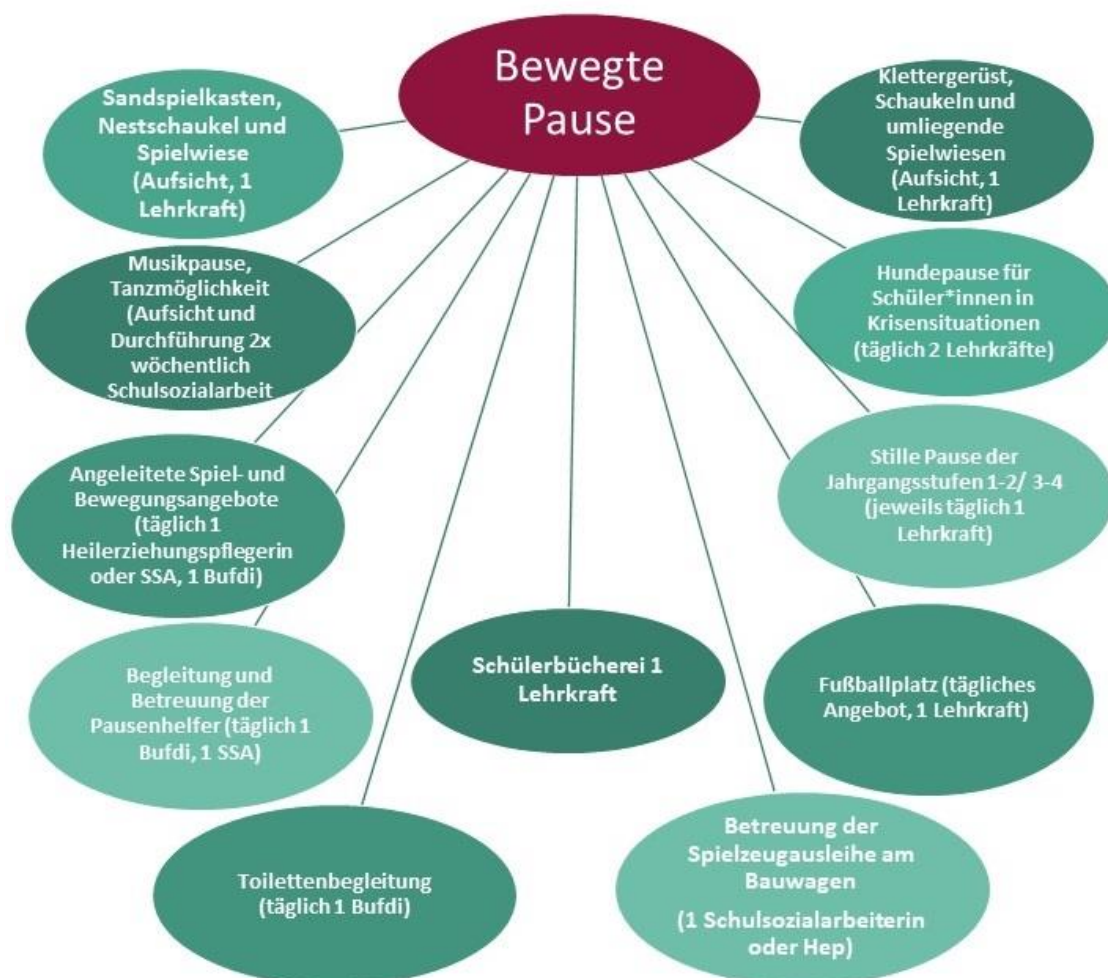 Bewegte
Pause
Sandspielkasten,
Nestschaukel und
Spielwiese
(Aufsicht, 1
Lehrkraft)
Klettergerüst,
Schaukeln und
umliegende
Spielwiesen
(Aufsicht, 1
Lehrkraft)
Musikpause,
Tanzmöglichkeit
(Aufsicht und
Durchführung 2x
wöchentlich
Schulsozialarbeit
Hundepause für
Schüler*innen in
Krisensituationen
(täglich 2 Lehrkräfte)
Angeleitete Spiel- und
Bewegungsangebote
(täglich 1
Heilerziehungspflegerin
oder SSA, 1 Bufdi)
Stille Pause der
Jahrgangsstufen 1-2/ 3-4
(jeweils täglich 1
Lehrkraft)
Begleitung und
Betreuung der
Pausenhelfer (täglich 1
Bufdi, 1 SSA)
Schülerbücherei 1
Lehrkraft
Fußballplatz (tägliches
Angebot, 1 Lehrkraft)
Toilettenbegleitung
(täglich 1 Bufdi)
Betreuung der
Spielzeugausleihe am
Bauwagen
(1 Schulsozialarbeiterin
oder Hep)